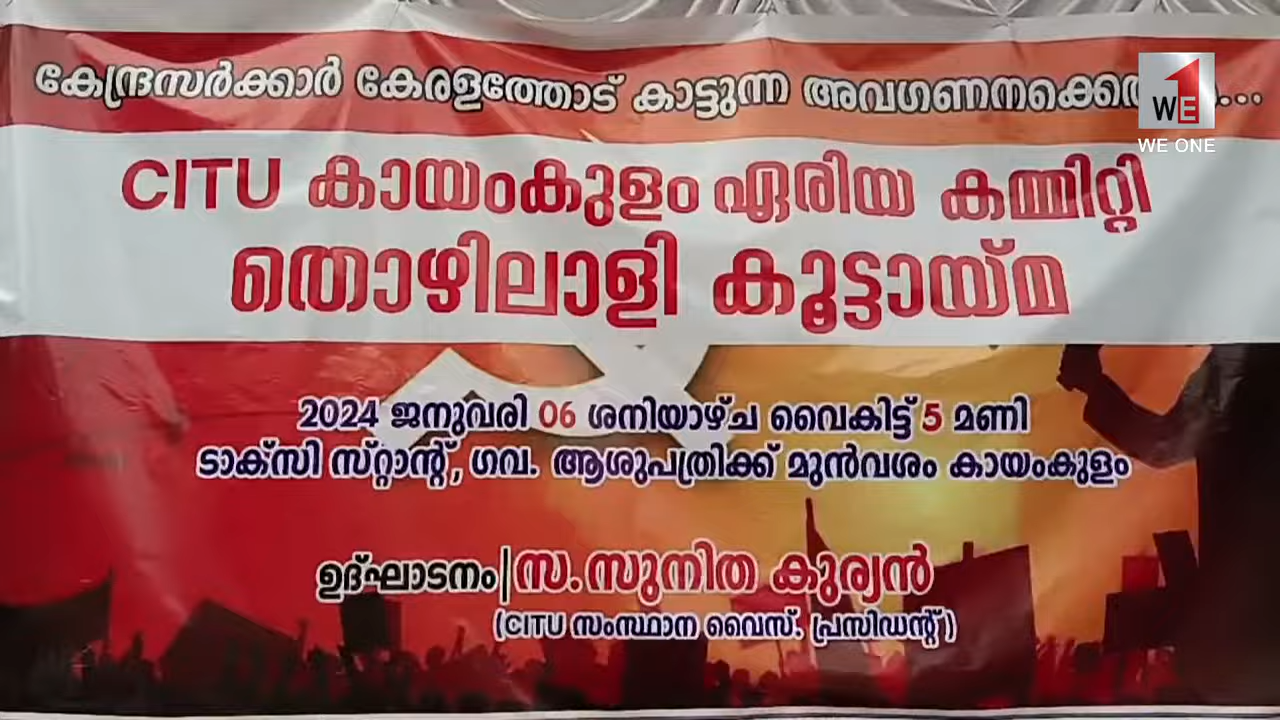 കേന്ദ്രസർക്കാർ കേരളത്തോട് കാട്ടുന്ന
CITU കായംകുളം ഏരിയ കമ്മിറ്റി
തൊഴിലാളി കൂട്ടായ്മ
2024 ജനുവരി 06 ശനിയാഴ്ച വൈകിട്ട് 5 മണി
ടാക്സി സ്റ്റാന്റ്, ഗവ. ആശുപത്രിക്ക് മുൻവശം കായംകുളം
ഉദ്ഘാടനം | സ. സുനിത കുര്യൻ
(CITU സംസ്ഥാന വൈസ്. പ്രസിഡന്റ്)
1
WE
WE ONE